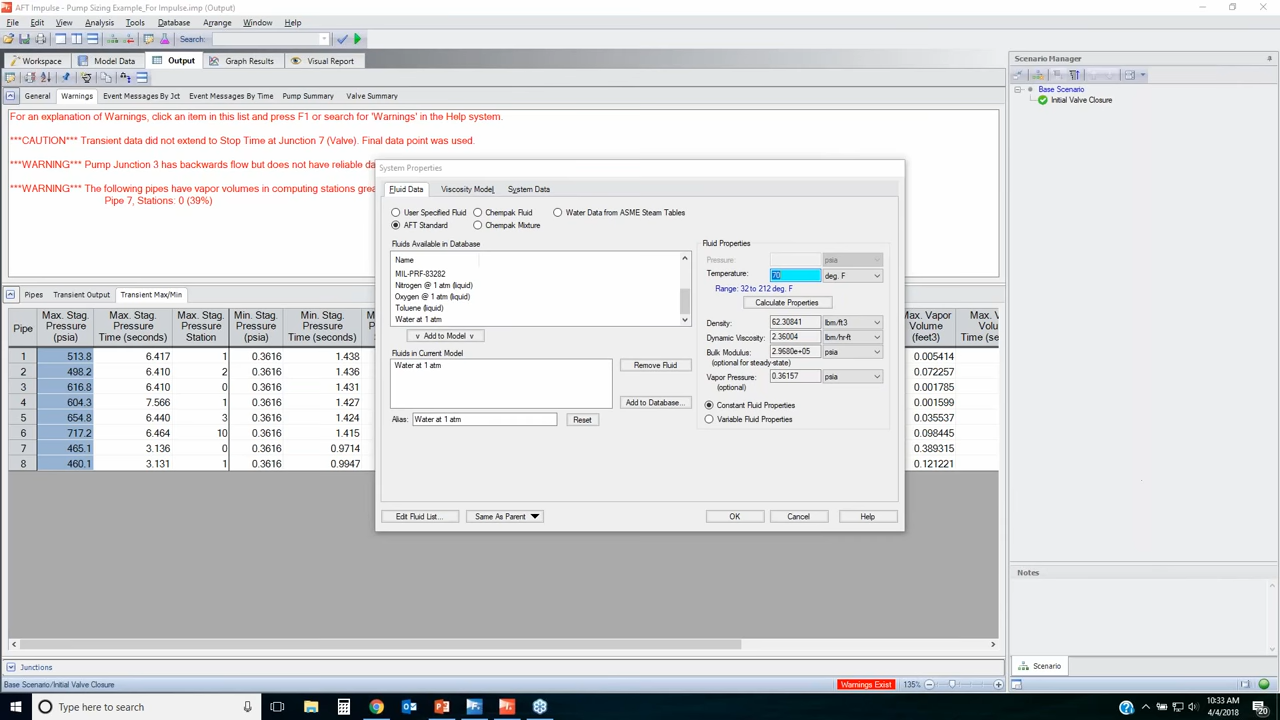 AFT Impulse - Pump Sizing Example_For Impulse.imp (Output)
File Edit View Analysis Tools Database Arrange Window Help
Search:
Workspace Model Data Output Graph Results Visual Report
General Warnings Event Messages By Jct Event Messages By Time Pump Summary Valve Summary
For an explanation of Warnings, click an item in this list and press F1 or search for 'Warnings' in the Help system.
***CAUTION*** Transient data did not extend to Stop Time at Junction 7 (Valve). Final data point was used.
***WARNING*** Pump Junction 3 has backwards flow but does not have reliable da
***WARNING*** The following pipes have vapor volumes in computing stations grea
Pipe 7, Stations: 0 (39%)
Pipes Transient Output Transient Max/Min
Pipe Max. Stag. Pressure (psia) Max. Stag. Pressure Time (seconds) Max. Stag. Pressure Station Min. Stag. Pressure (psia) Min. Stag. Pressure Time (seconds) M
ax. Vapor Volume (feet3) Max. V Volum Time (sec
1 513.8 6.417 1 0.3616 1.438 0.005414
2 498.2 6.410 2 0.3616 1.436 0.072257
3 616.8 6.410 0 0.3616 1.431 0.001785
4 604.3 7.566 1 0.3616 1.427 0.001599
5 654.8 6.440 3 0.3616 1.424 0.035537
6 717.2 6.464 10 0.3616 1.415 0.098445
7 465.1 3.136 0 0.3616 0.9714 0.389315
8 460.1 3.131 1 0.3616 0.9947 0.121221
System Properties
Fluid Data Viscosity Model System Data
User Specified Fluid Chempak Fluid Water Data from ASME Steam Tables
AFT Standard Chempak Mixture
Fluids Available in Database
Name
MIL-PRF-83282
Nitrogen @ 1 atm (liquid)
Oxygen @ 1 atm (liquid)
Toluene (liquid)
Water at 1 atm
v Add to Model v
Fluids in Current Model
Water at 1 atm
Remove Fluid
Add to Database...
Alias: Water at 1 atm Reset
Fluid Properties
Pressure: psia
Temperature: 70 deg. F
Range: 32 to 212 deg. F
Calculate Properties
Density: 62.30841 lbm/ft3
Dynamic Viscosity: 2.36004 lbm/hr-ft
Bulk Modulus: 2.9680e+05 psia
(optional for steady-state)
Vapor Pressure: 0.36157 psia
(optional)
Constant Fluid Properties
Variable Fluid Properties
Edit Fluid List... Same As Parent OK Cancel Help
Scenario Manager
Base Scenario
Initial Valve Closure
Notes
Scenario
Junctions
Base Scenario/Initial Valve Closure Warnings Exist 135%
Type here to search
10:33 AM
4/4/2018
20